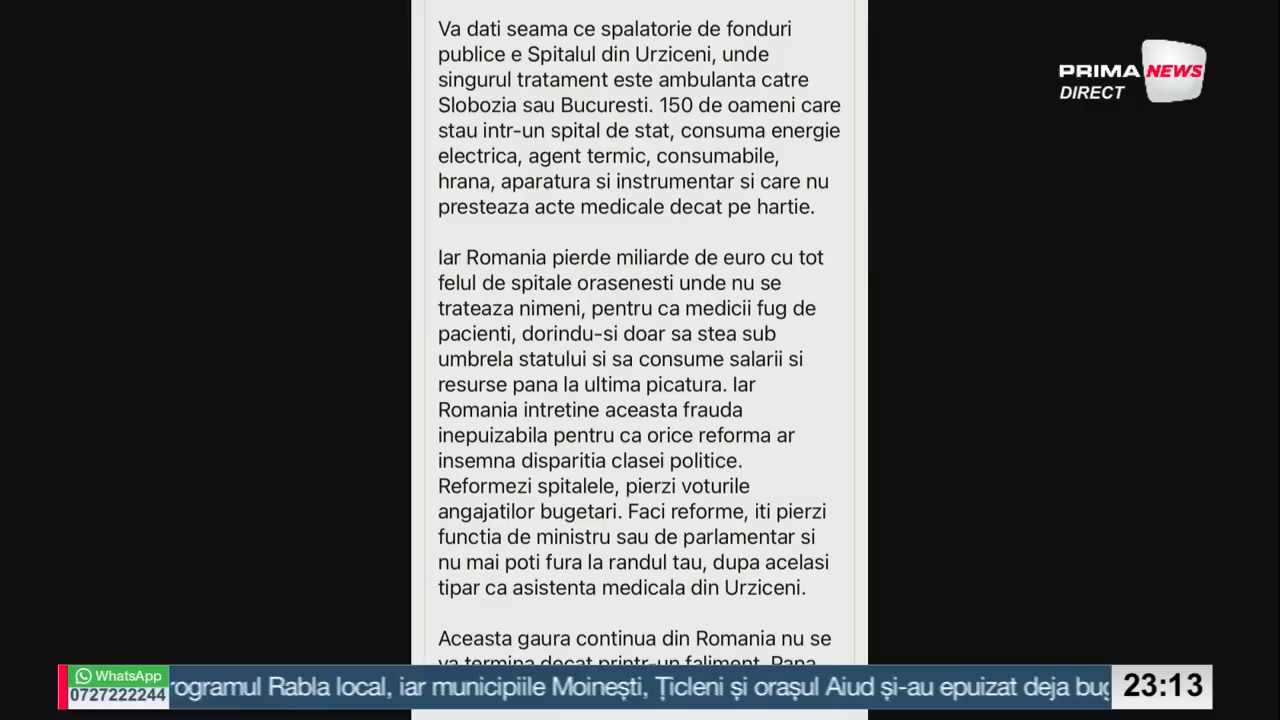 Va dati seama ce spalatorie de fonduri
publice e Spitalul din Urziceni, unde
singurul tratament este ambulanta catre
Slobozia sau Bucuresti. 150 de oameni care
stau intr-un spital de stat, consuma energie
electrica, agent termic, consumabile,
hrana, aparatura si instrumentar si care nu
presteaza acte medicale decat pe hartie.
Iar Romania pierde miliarde de euro cu tot
felul de spitale orasenesti unde nu se
trateaza nimeni, pentru ca medicii fug de
pacienti, dorindu-si doar sa stea sub
umbrela statului si sa consume salarii si
resurse pana la ultima picatura. Iar
Romania intretine aceasta frauda
inepuizabila pentru ca orice reforma ar
insemna disparitia clasei politice.
Reformezi spitalele, pierzi voturile
angajatilor bugetari. Faci reforme, iti pierzi
functia de ministru sau de parlamentar si
nu mai poti fura la randul tau, dupa acelasi
tipar ca asistenta medicala din Urziceni.
Aceasta gaura continua din Romania nu se
va termina decat printr-un faliment. Pana
PRIMA NEWS
DIRECT
WhatsApp
0727222244
rogramul Rabla local, iar municipiile Moinești, Țicleni și orașul Aiud și-au epuizat deja bug
23:13